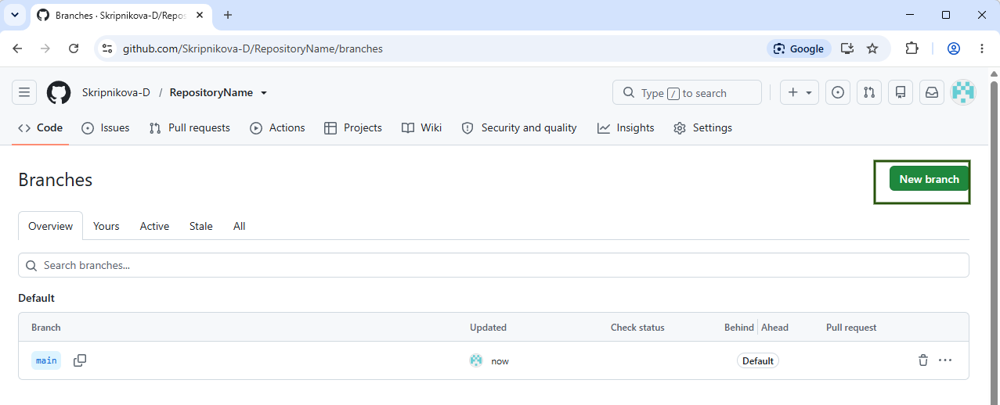 Branches · Skripnikova-D/Repos
github.com/Skripnikova-D/RepositoryName/branches
Google
Skripnikova-D / RepositoryName
Type / to search
Code Issues Pull requests Actions Projects Wiki Security and quality Insights Settings
Branches
New branch
Overview Yours Active Stale All
Search branches...
Default
Branch Updated Check status Behind Ahead Pull request
main now Default